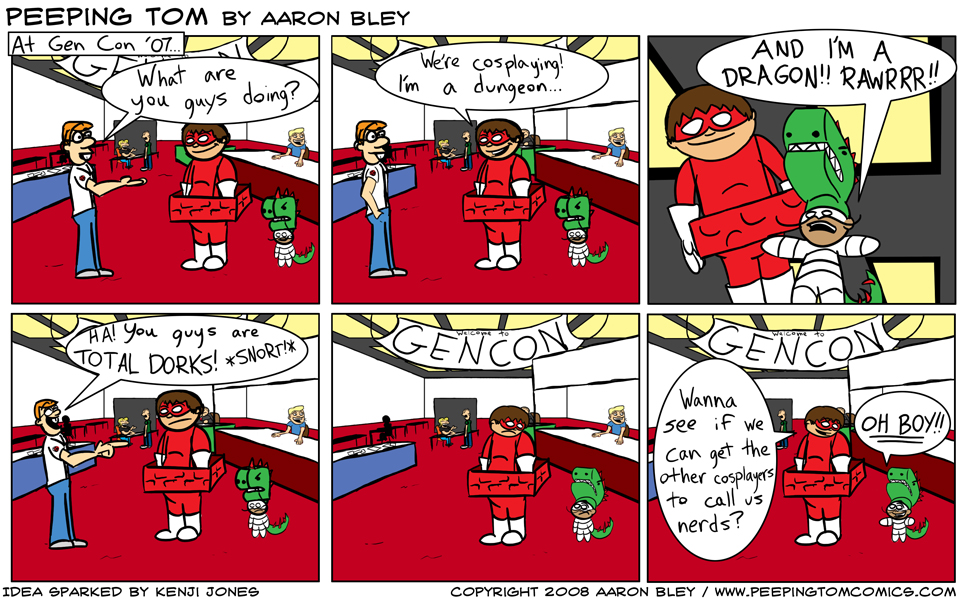 PEEPING TOM BY AARON BLEY
At Gen Con '07...
What are
you guys doing?
We're cosplaying!
I'm a dungeon...
AND I'M A
DRAGON!! RAWRRR!!
HA! You guys are
TOTAL DORKS! *SNORT!*
Welcome to
GENCON
Welcome to
GENCON
Wanna
see if we
can get the
other cosplayers
to call us
nerds?
OH BOY!!
IDEA SPARKED BY KENJI JONES
COPYRIGHT 2008 AARON BLEY / WWW.PEEPINGTOMCOMICS.COM